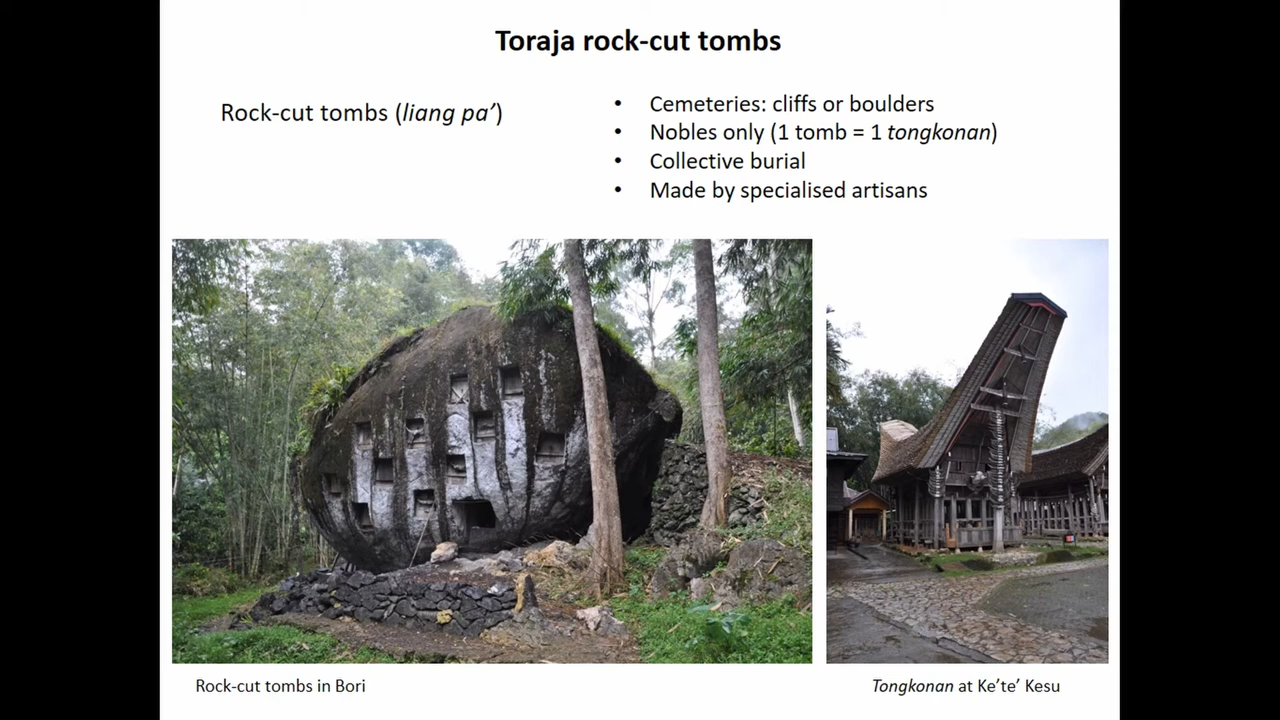 Toraja rock-cut tombs
Rock-cut tombs (liang pa’)
• Cemeteries: cliffs or boulders
• Nobles only (1 tomb = 1 tongkonan)
• Collective burial
• Made by specialised artisans
Rock-cut tombs in Bori
Tongkonan at Ke’te’ Kesu